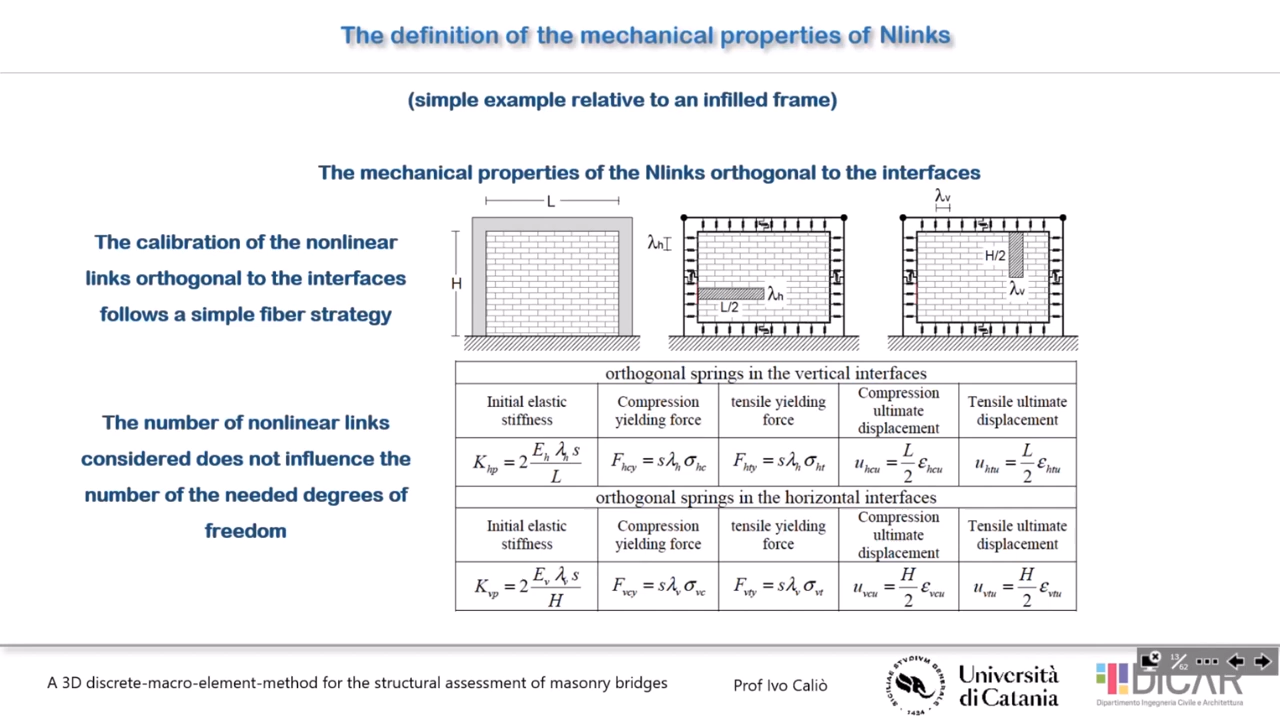 The definition of the mechanical properties of Nlinks
(simple example relative to an infilled frame)
The mechanical properties of the Nlinks orthogonal to the interfaces
The calibration of the nonlinear
links orthogonal to the interfaces
follows a simple fiber strategy
The number of nonlinear links
considered does not influence the
number of the needed degrees of
freedom
L
H
λh
λh
L/2
λv
H/2
λv
orthogonal springs in the vertical interfaces
Initial elastic stiffness
Compression yielding force
tensile yielding force
Compression ultimate displacement
Tensile ultimate displacement
K_hp = 2 E_h λ_h s / L
F_hcy = sλ_h σ_hc
F_hty = sλ_h σ_ht
u_hcu = L/2 ε_hcu
u_htu = L/2 ε_htu
orthogonal springs in the horizontal interfaces
Initial elastic stiffness
Compression yielding force
tensile yielding force
Compression ultimate displacement
Tensile ultimate displacement
K_vp = 2 E_v λ_v s / H
F_vcy = sλ_v σ_vc
F_vty = sλ_v σ_vt
u_vcu = H/2 ε_vcu
u_vtu = H/2 ε_vtu
A 3D discrete-macro-element-method for the structural assessment of masonry bridges
Prof Ivo Caliò
SICILIAE STVDIVM GENERALE
1434
Università
di Catania
13/62
DICAR
Dipartimento Ingegneria Civile e Architettura